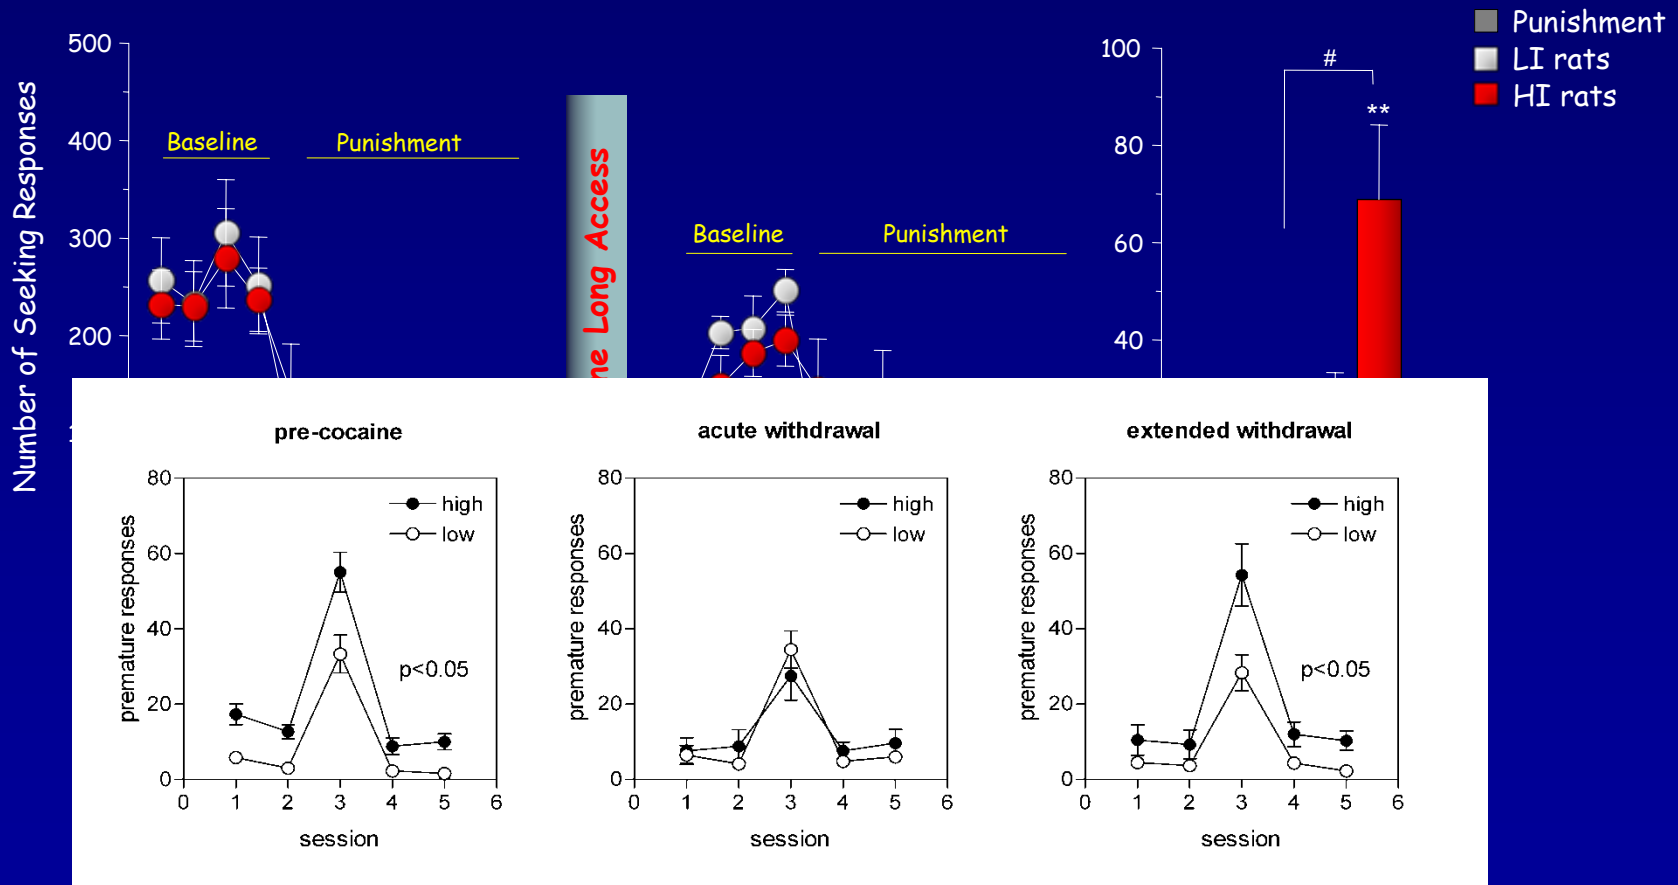 Punishment
LI rats
HI rats
Number of Seeking Responses
500
400
300
200
Baseline
Punishment
Long Access
Baseline
Punishment
100
80
60
40
#
**
pre-cocaine
premature responses
80
60
40
20
0
high
low
p<0.05
0 1 2 3 4 5 6
session
acute withdrawal
premature responses
80
60
40
20
0
high
low
0 1 2 3 4 5 6
session
extended withdrawal
premature responses
80
60
40
20
0
high
low
p<0.05
0 1 2 3 4 5 6
session